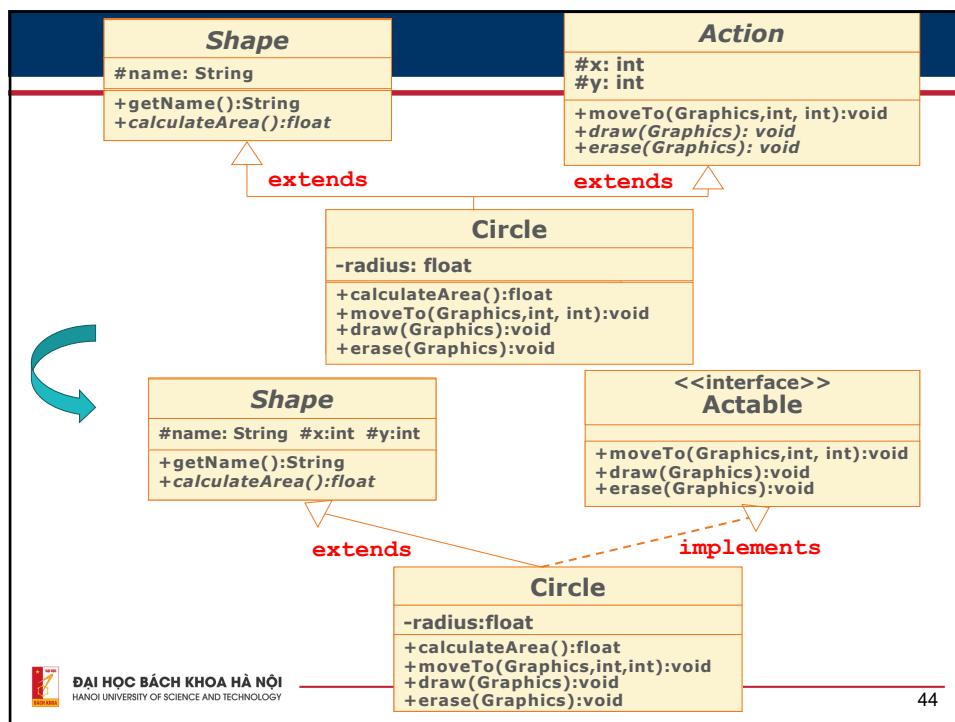 Shape
#name: String
+getName():String
+calculateArea():float
Action
#x: int
#y: int
+moveTo(Graphics,int, int):void
+draw(Graphics): void
+erase(Graphics): void
extends
extends
Circle
-radius: float
+calculateArea():float
+moveTo(Graphics,int, int):void
+draw(Graphics):void
+erase(Graphics):void
Shape
#name: String #x:int #y:int
+getName():String
+calculateArea():float
<<interface>>
Actable
+moveTo(Graphics,int, int):void
+draw(Graphics):void
+erase(Graphics):void
extends
implements
Circle
-radius:float
+calculateArea():float
+moveTo(Graphics,int,int):void
+draw(Graphics):void
+erase(Graphics):void
BÁCH KHOA
ĐẠI HỌC BÁCH KHOA HÀ NỘI
HANOI UNIVERSITY OF SCIENCE AND TECHNOLOGY
44